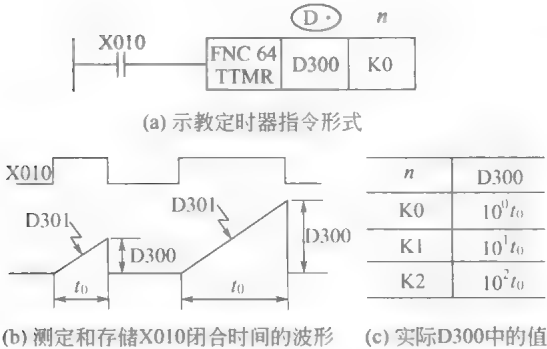 D· n
X010
FNC 64 D300 K0
TTMR
(a) 示教定时器指令形式
X010
D301 D301
D300 D300
t₀ t₀
n D300
K0 10⁰t₀
K1 10¹t₀
K2 10²t₀
(b) 测定和存储X010闭合时间的波形 (c) 实际D300中的值